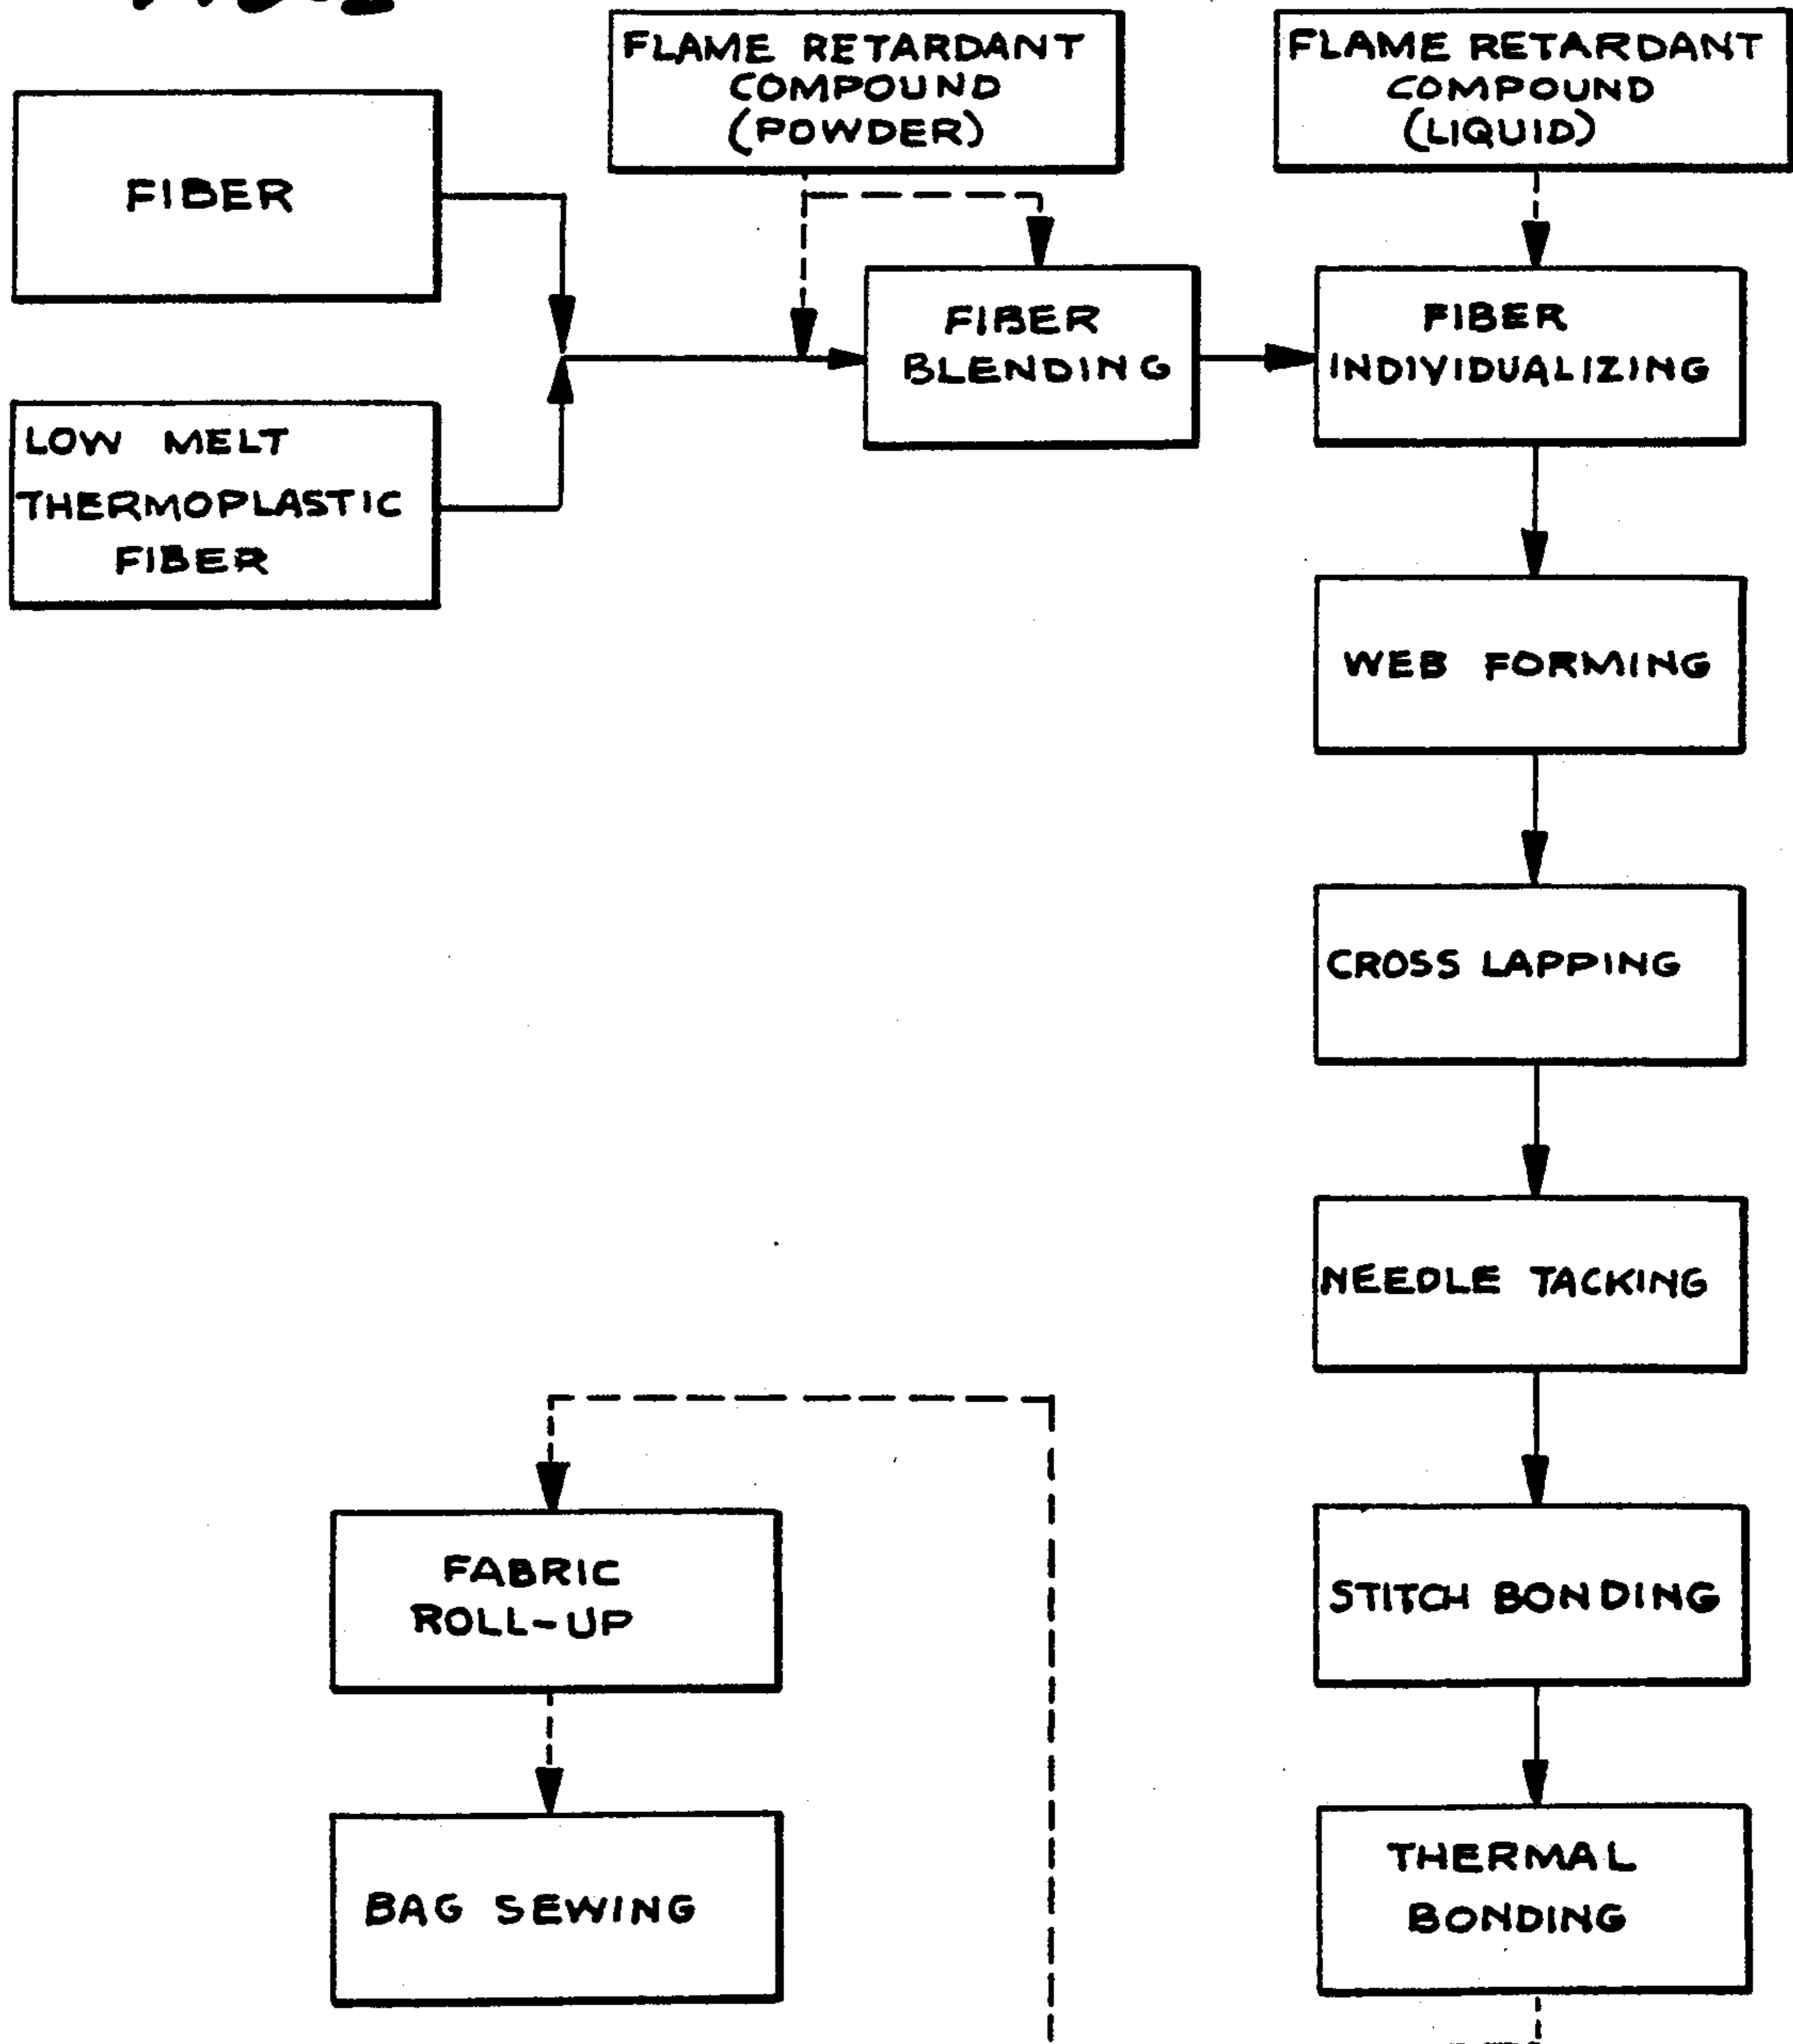 FLAME RETARDANT
COMPOUND
(POWDER)
FLAME RETARDANT
COMPOUND
(LIQUID)
FIBER
LOW MELT
THERMOPLASTIC
FIBER
FIBER
BLENDING
FIBER
INDIVIDUALIZING
WEB FORMING
CROSS LAPPING
NEEDLE TACKING
STITCH BONDING
THERMAL
BONDING
FABRIC
ROLL-UP
BAG SEWING